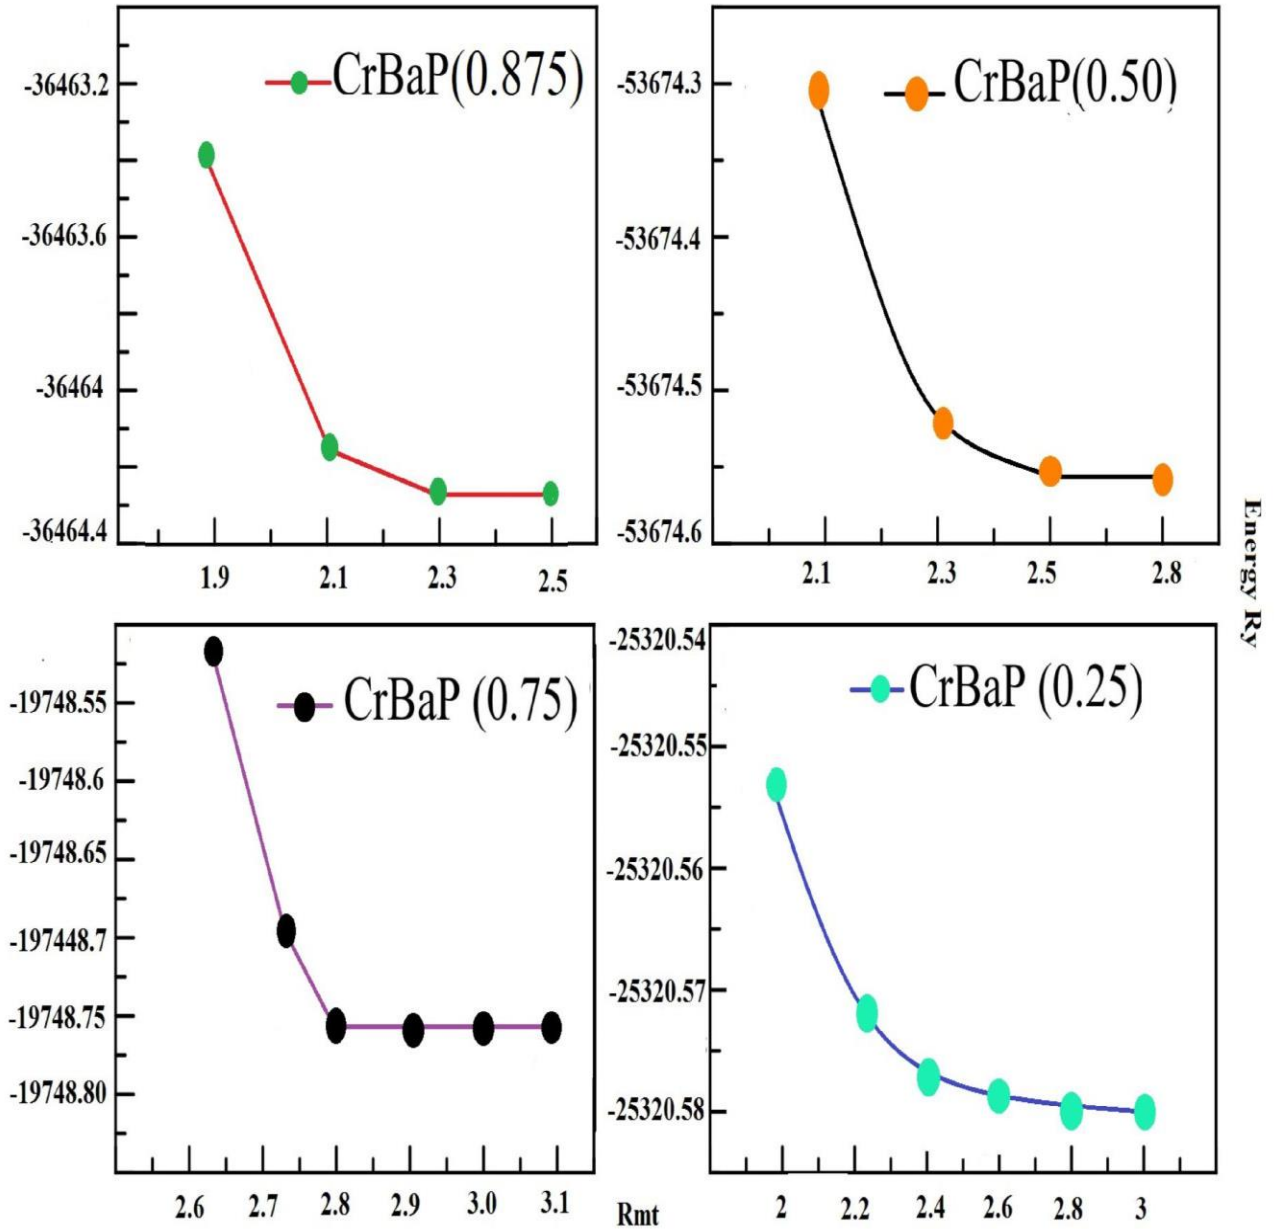 CrBaP(0.875)
-36463.2
-36463.6
-36464
-36464.4
1.9 2.1 2.3 2.5
CrBaP(0.50)
-53674.3
-53674.4
-53674.5
-53674.6
2.1 2.3 2.5 2.8
Energy Ry
CrBaP (0.75)
-19748.55
-19748.6
-19748.65
-197448.7
-19748.75
-19748.80
2.6 2.7 2.8 2.9 3.0 3.1
CrBaP (0.25)
-25320.54
-25320.55
-25320.56
-25320.57
-25320.58
2 2.2 2.4 2.6 2.8 3
Rmt